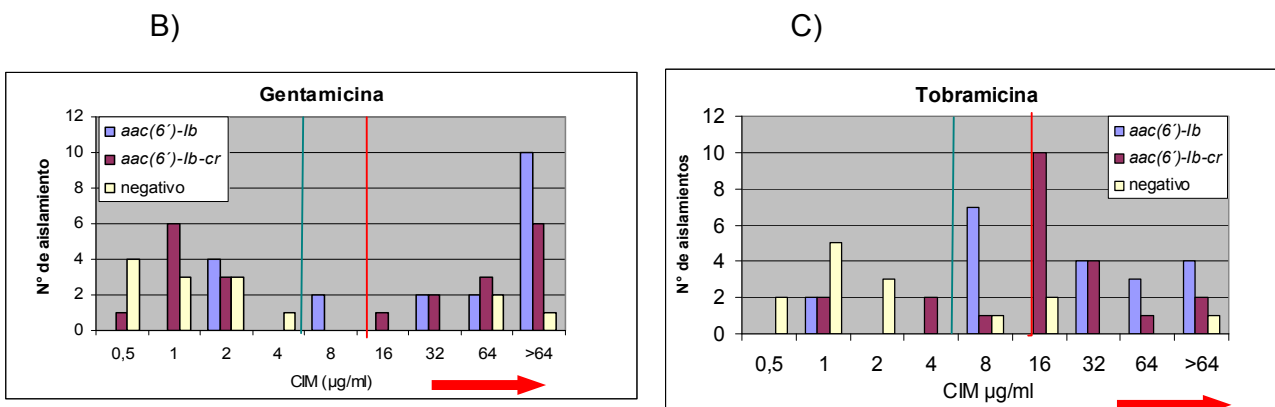 B)
C)
Gentamicina
12
10
8
6
4
2
0
N° de aislamiento
aac(6´)-Ib
aac(6´)-Ib-cr
negativo
0,5 1 2 4 8 16 32 64 >64
CIM (µg/ml)
Tobramicina
12
10
8
6
4
2
0
N° de aislamientos
aac(6´)-Ib
aac(6´)-Ib-cr
negativo
0,5 1 2 4 8 16 32 64 >64
CIM µg/ml